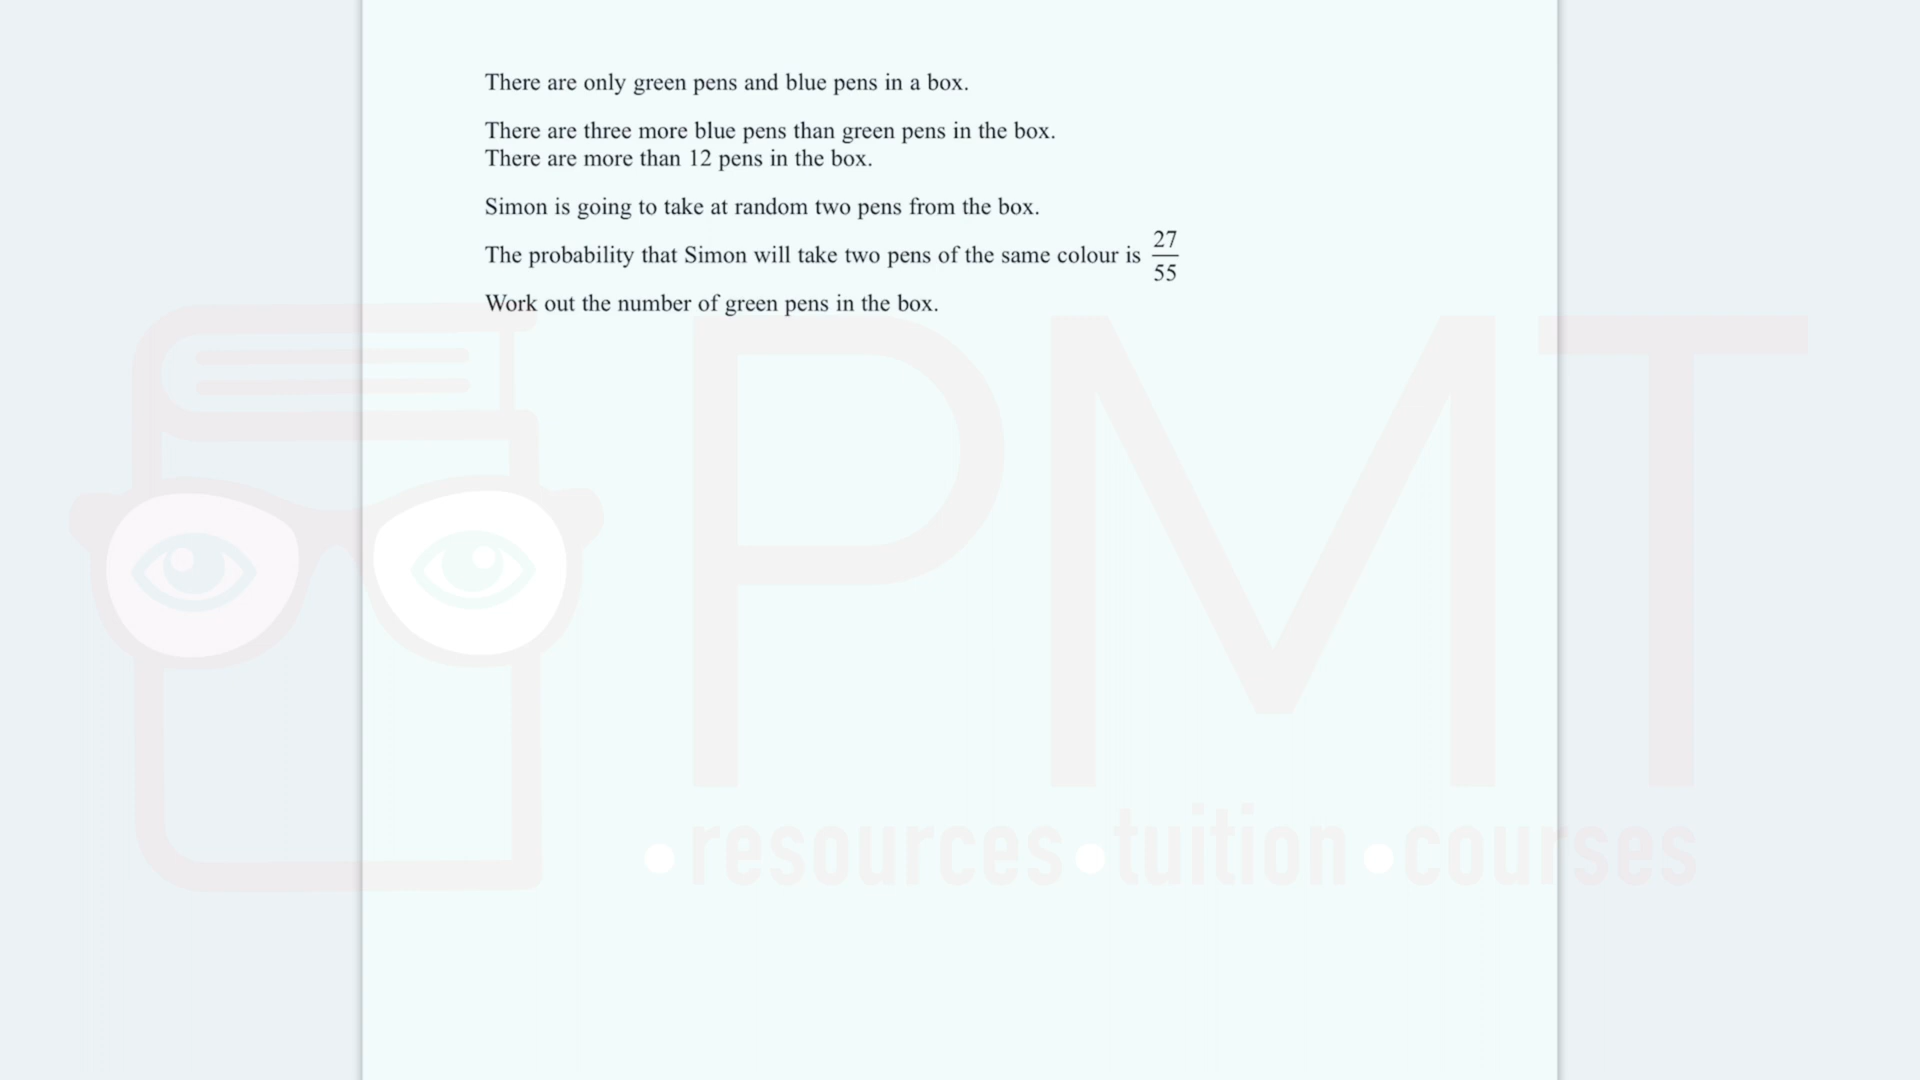 There are only green pens and blue pens in a box.
There are three more blue pens than green pens in the box.
There are more than 12 pens in the box.
Simon is going to take at random two pens from the box.
The probability that Simon will take two pens of the same colour is 27/55
Work out the number of green pens in the box.
PMT
•resources•tuition•courses